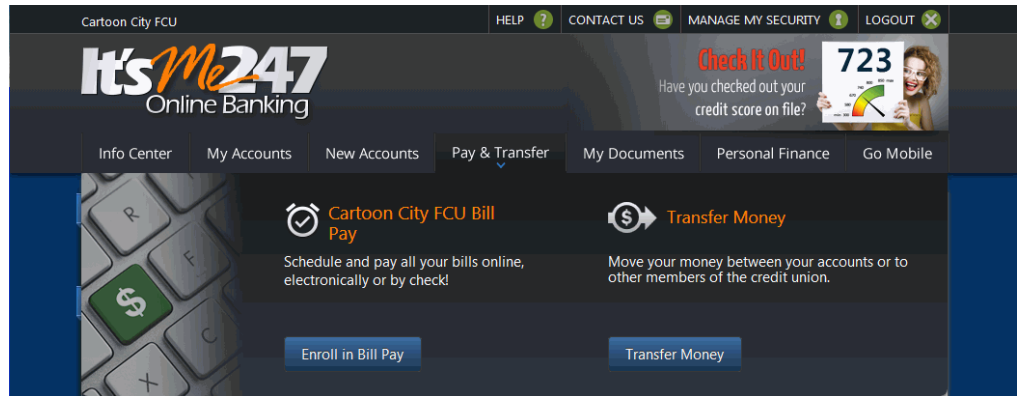 Cartoon City FCU
HELP ?
CONTACT US
MANAGE MY SECURITY
LOGOUT
It'sMe247
Online Banking
Check It Out!
Have you checked out your
credit score on file?
723
Info Center
My Accounts
New Accounts
Pay & Transfer
My Documents
Personal Finance
Go Mobile
Cartoon City FCU Bill
Pay
Schedule and pay all your bills online,
electronically or by check!
Enroll in Bill Pay
Transfer Money
Move your money between your accounts or to
other members of the credit union.
Transfer Money
R
F
$
C
X
$